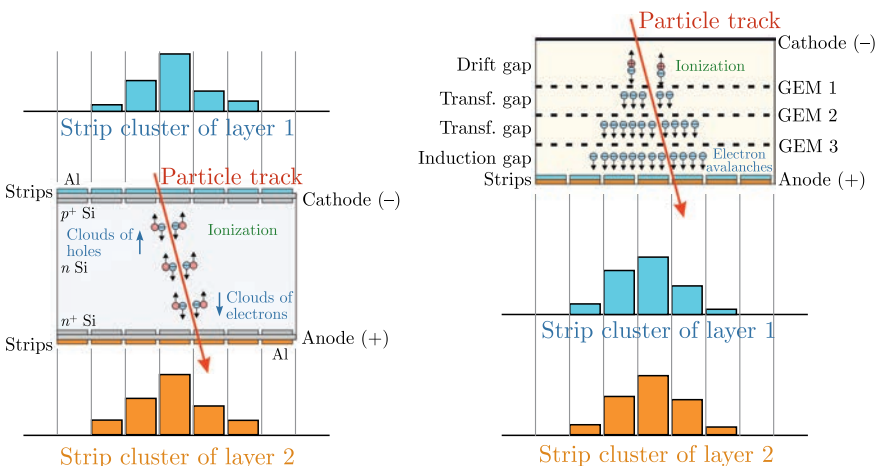 Strip cluster of layer 1
Particle track
Al
Strips
Cathode (–)
p⁺ Si
Clouds of
holes
Ionization
n Si
Clouds of
electrons
n⁺ Si
Anode (+)
Strips
Al
Strip cluster of layer 2
Particle track
Cathode (–)
Drift gap
Ionization
GEM 1
Transf. gap
GEM 2
Transf. gap
GEM 3
Induction gap
Electron
avalanches
Strips
Anode (+)
Strip cluster of layer 1
Strip cluster of layer 2